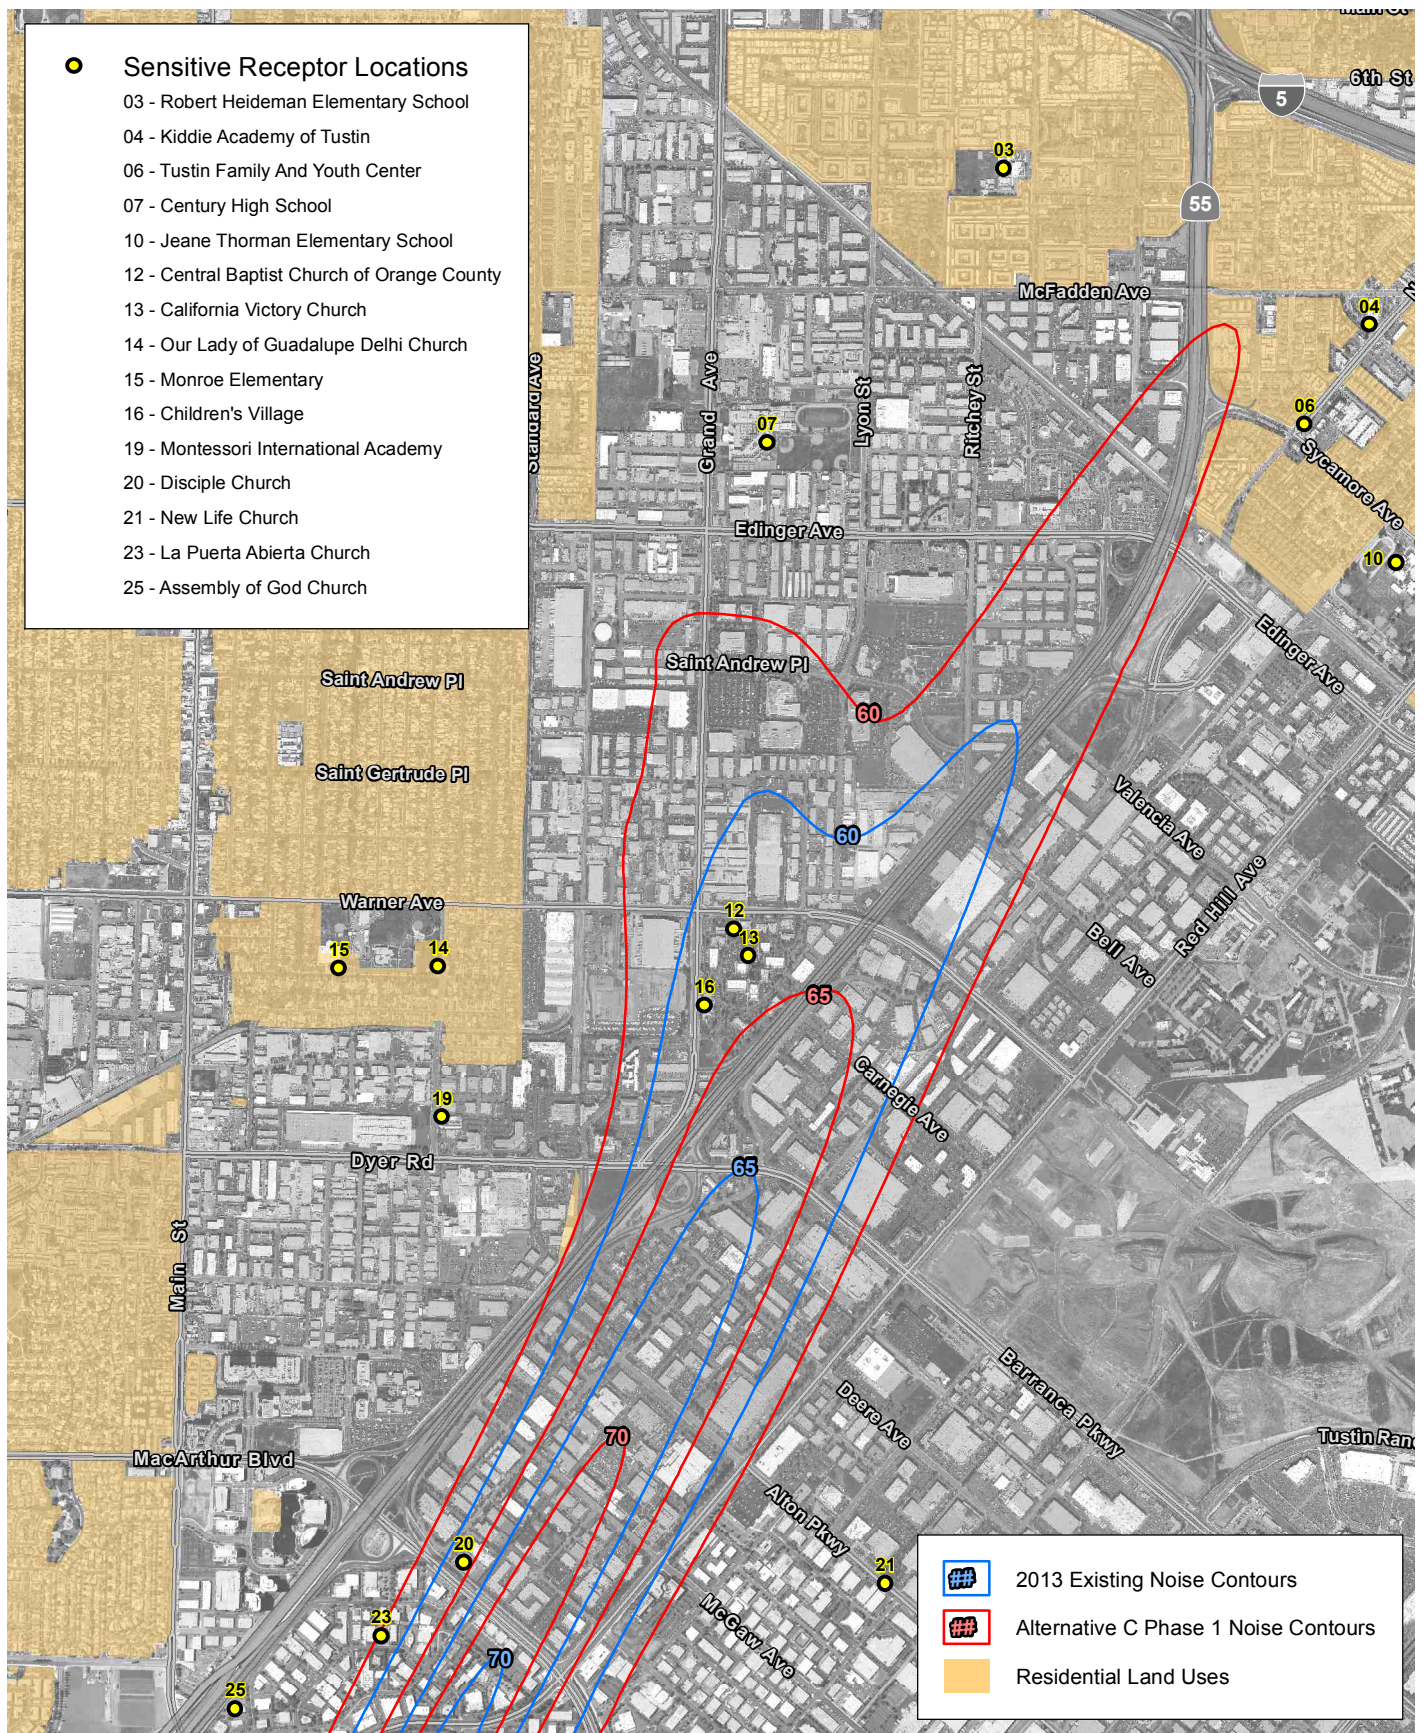 Sensitive Receptor Locations
03 - Robert Heideman Elementary School
04 - Kiddie Academy of Tustin
06 - Tustin Family And Youth Center
07 - Century High School
10 - Jeane Thorman Elementary School
12 - Central Baptist Church of Orange County
13 - California Victory Church
14 - Our Lady of Guadalupe Delhi Church
15 - Monroe Elementary
16 - Children's Village
19 - Montessori International Academy
20 - Disciple Church
21 - New Life Church
23 - La Puerta Abierta Church
25 - Assembly of God Church
Main St
6th St
5
03
55
McFadden Ave
04
Standard Ave
Grand Ave
Lyon St
Ritchey St
07
06
Sycamore Ave
Edinger Ave
10
Edinger Ave
Saint Andrew Pl
Saint Andrew Pl
60
Saint Gertrude Pl
60
Valencia Ave
Red Hill Ave
Warner Ave
12
13
15
14
Bell Ave
16
65
Carnegie Ave
19
Dyer Rd
65
Main St
Barranca Pkwy
Deere Ave
70
MacArthur Blvd
Tustin Ranc
Alton Pkwy
20
21
McGaw Ave
23
70
25
## 2013 Existing Noise Contours
## Alternative C Phase 1 Noise Contours
Residential Land Uses